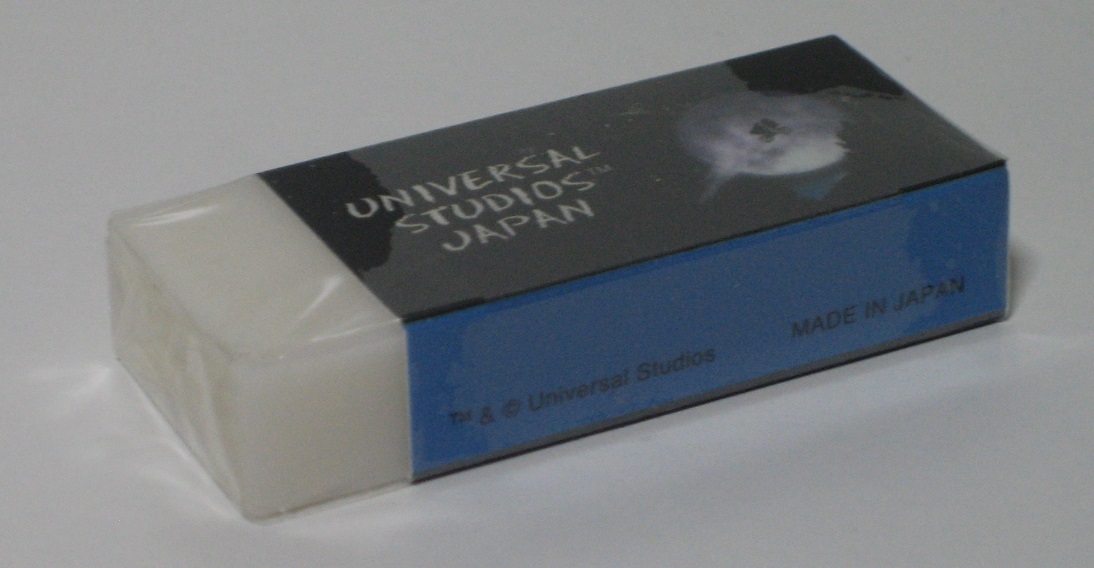 UNIVERSAL
STUDIOS™
JAPAN
™ & © Universal Studios
MADE IN JAPAN